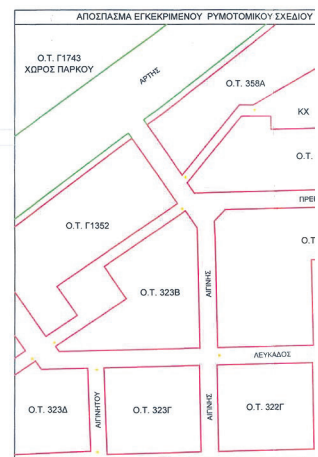 ΑΠΟΣΠΑΣΜΑ ΕΓΚΕΚΡΙΜΕΝΟΥ ΡΥΜΟΤΟΜΙΚΟΥ ΣΧΕΔΙΟΥ
Ο.Τ. Γ1743
ΧΩΡΟΣ ΠΑΡΚΟΥ
ΑΡΤΗΣ
Ο.Τ. 358Α
ΚΧ
Ο.Τ.
ΠΡΕΒ
Ο.Τ. Γ1352
Ο.Τ
Ο.Τ. 323Β
ΑΙΓΙΝΗΣ
ΛΕΥΚΑΔΟΣ
Ο.Τ. 323Δ
ΑΙΓΙΝΗΤΟΥ
Ο.Τ. 323Γ
ΑΙΓΙΝΗΣ
Ο.Τ. 322Γ